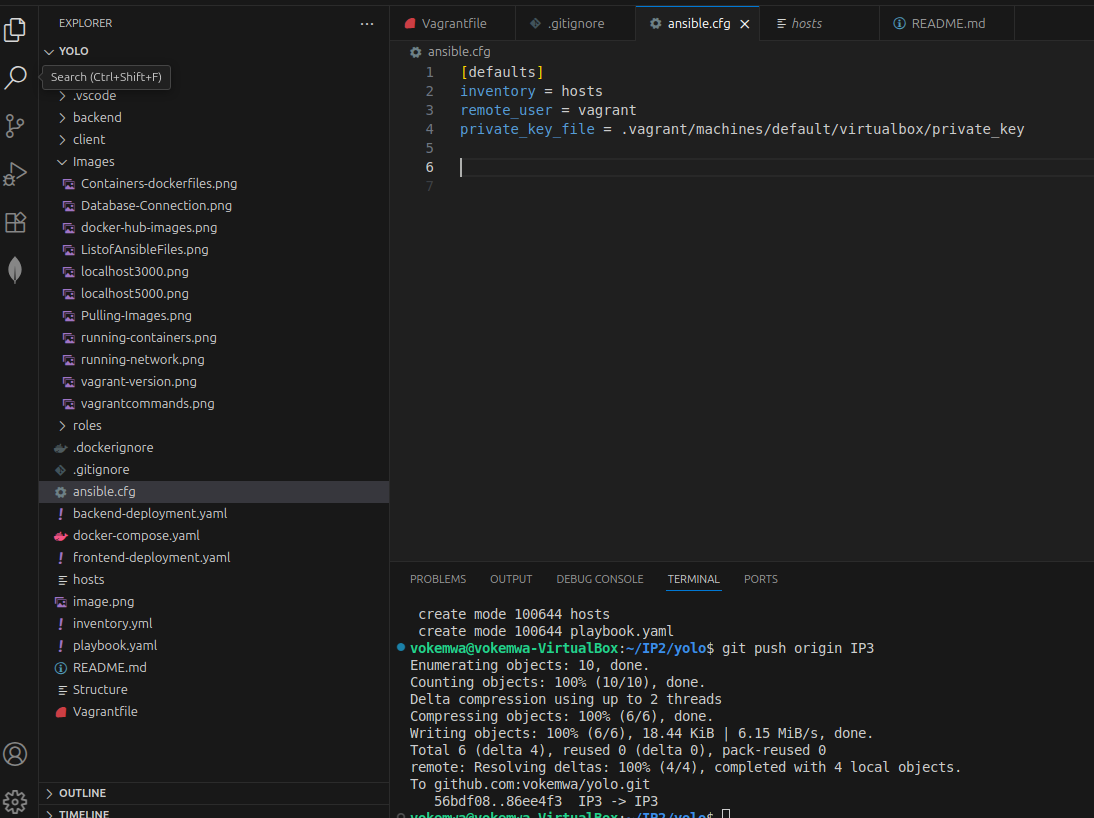 EXPLORER
YOLO
Search (Ctrl+Shift+F)
.vscode
backend
client
Images
Containers-dockerfiles.png
Database-Connection.png
docker-hub-images.png
ListofAnsibleFiles.png
localhost3000.png
localhost5000.png
Pulling-Images.png
running-containers.png
running-network.png
vagrant-version.png
vagrantcommands.png
roles
.dockerignore
.gitignore
ansible.cfg
! backend-deployment.yaml
docker-compose.yaml
! frontend-deployment.yaml
hosts
image.png
! inventory.yml
! playbook.yaml
README.md
Structure
Vagrantfile
OUTLINE
TIMELINE
Vagrantfile .gitignore ansible.cfg hosts README.md
ansible.cfg
1 [defaults]
2 inventory = hosts
3 remote_user = vagrant
4 private_key_file = .vagrant/machines/default/virtualbox/private_key
5
6
7
PROBLEMS OUTPUT DEBUG CONSOLE TERMINAL PORTS
create mode 100644 hosts
create mode 100644 playbook.yaml
vokemwa@vokemwa-VirtualBox:~/IP2/yolo$ git push origin IP3
Enumerating objects: 10, done.
Counting objects: 100% (10/10), done.
Delta compression using up to 2 threads
Compressing objects: 100% (6/6), done.
Writing objects: 100% (6/6), 18.44 KiB | 6.15 MiB/s, done.
Total 6 (delta 4), reused 0 (delta 0), pack-reused 0
remote: Resolving deltas: 100% (4/4), completed with 4 local objects.
To github.com:vokemwa/yolo.git
56bdf08..86ee4f3 IP3 -> IP3
vokemwa@vokemwa-VirtualBox:~/IP2/yolo$